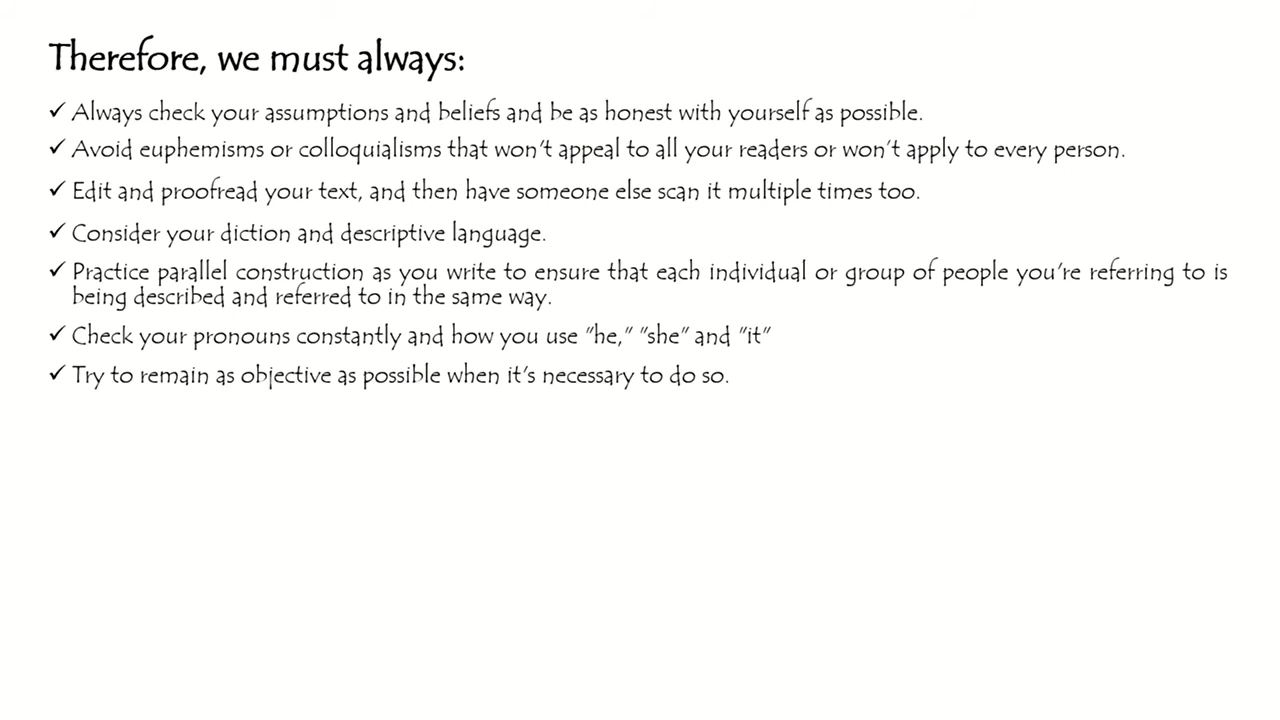 Therefore, we must always:
✓ Always check your assumptions and beliefs and be as honest with yourself as possible.
✓ Avoid euphemisms or colloquialisms that won't appeal to all your readers or won't apply to every person.
✓ Edit and proofread your text, and then have someone else scan it multiple times too.
✓ Consider your diction and descriptive language.
✓ Practice parallel construction as you write to ensure that each individual or group of people you're referring to is
being described and referred to in the same way.
✓ Check your pronouns constantly and how you use "he," "she" and "it"
✓ Try to remain as objective as possible when it's necessary to do so.